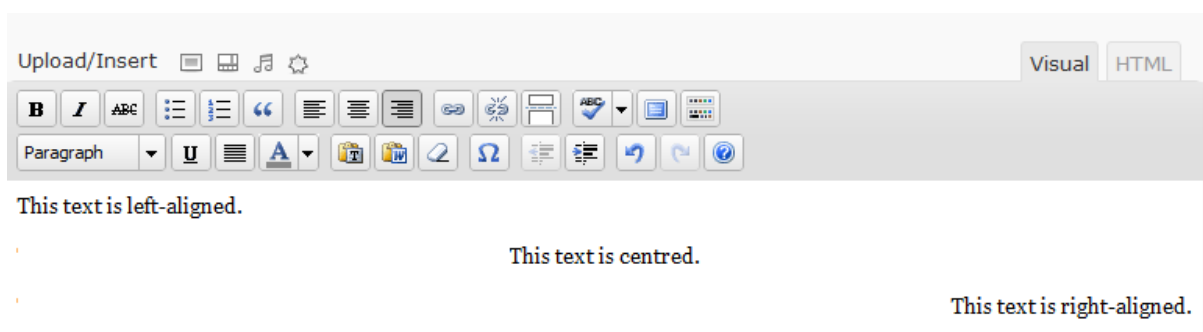 Upload/Insert Visual HTML
B I ABC ABC
Paragraph U A T W Ω
This text is left-aligned.
This text is centred.
This text is right-aligned.